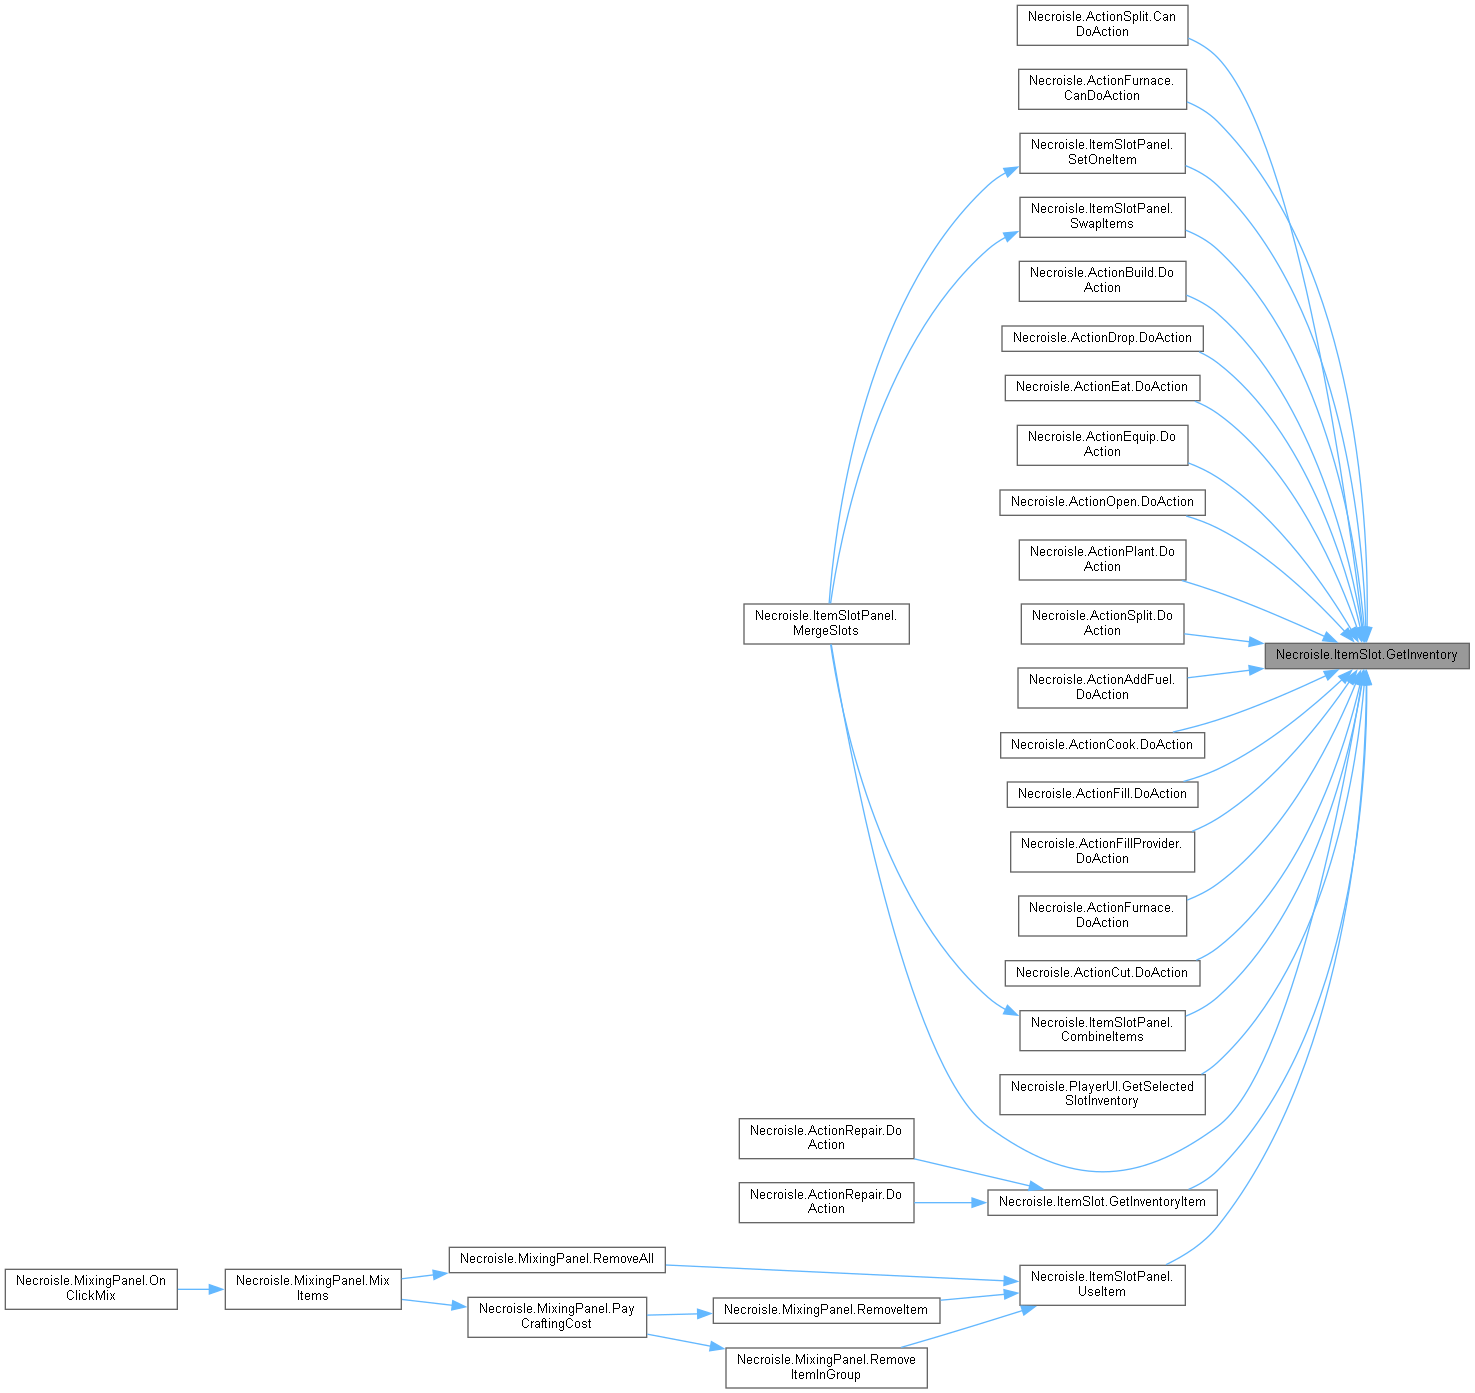 Necroisle.ActionSplit.Can
DoAction
Necroisle.ActionFurnace.
CanDoAction
Necroisle.ItemSlotPanel.
SetOneItem
Necroisle.ItemSlotPanel.
SwapItems
Necroisle.ActionBuild.Do
Action
Necroisle.ActionDrop.DoAction
Necroisle.ActionEat.DoAction
Necroisle.ActionEquip.Do
Action
Necroisle.ActionOpen.DoAction
Necroisle.ActionPlant.Do
Action
Necroisle.ItemSlotPanel.
MergeSlots
Necroisle.ActionSplit.Do
Action
Necroisle.ItemSlot.GetInventory
Necroisle.ActionAddFuel.
DoAction
Necroisle.ActionCook.DoAction
Necroisle.ActionFill.DoAction
Necroisle.ActionFillProvider.
DoAction
Necroisle.ActionFurnace.
DoAction
Necroisle.ActionCut.DoAction
Necroisle.ItemSlotPanel.
CombineItems
Necroisle.PlayerUI.GetSelected
SlotInventory
Necroisle.ActionRepair.Do
Action
Necroisle.ActionRepair.Do
Action
Necroisle.ItemSlot.GetInventoryItem
Necroisle.MixingPanel.On
ClickMix
Necroisle.MixingPanel.Mix
Items
Necroisle.MixingPanel.RemoveAll
Necroisle.ItemSlotPanel.
UseItem
Necroisle.MixingPanel.Pay
CraftingCost
Necroisle.MixingPanel.RemoveItem
Necroisle.MixingPanel.Remove
ItemInGroup